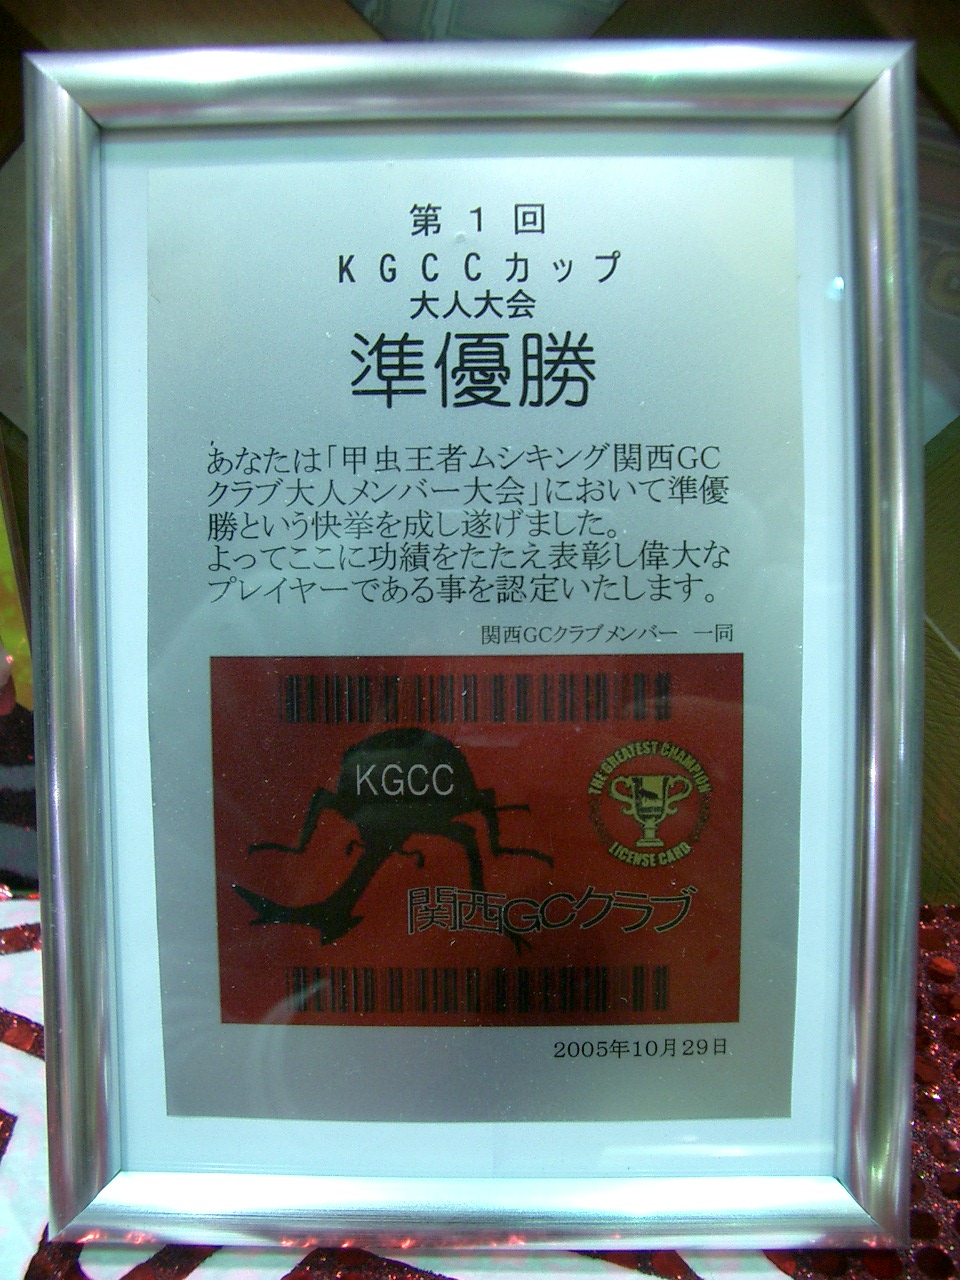 第１回
ＫＧＣＣカップ
大人大会
準優勝
あなたは「甲虫王者ムシキング関西GC
クラブ大人メンバー大会」において準優
勝という快挙を成し遂げました。
よってここに功績をたたえ表彰し偉大な
プレイヤーである事を認定いたします。
関西GCクラブメンバー　一同
KGCC
THE GREATEST CHAMPION
LICENSE CARD
関西GCクラブ
2005年10月29日